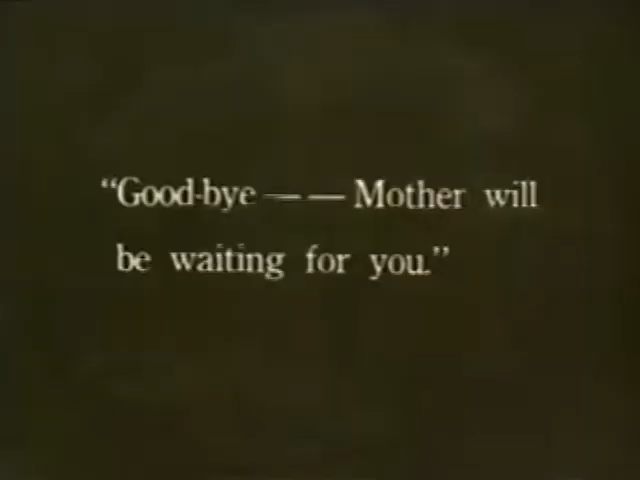 “Good-bye — — Mother will
be waiting for you.”